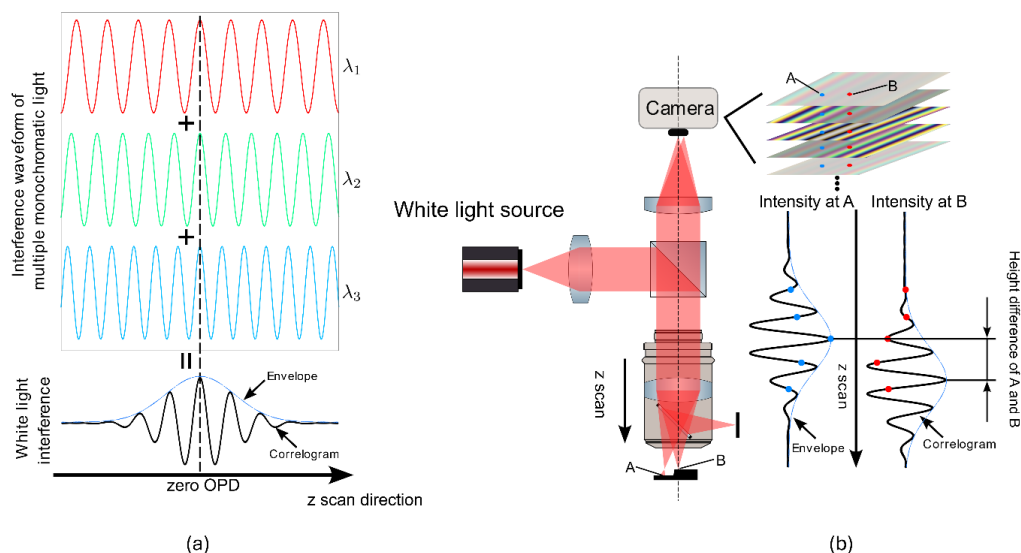 Interference waveform of
multiple monochromatic light
λ1
+
λ2
+
λ3
=
White light
interference
Envelope
Correlogram
zero OPD
z scan direction
(a)
Camera
White light source
z scan
A
B
A
B
Intensity at A
Intensity at B
z scan
Envelope
Correlogram
Height difference of A and B
(b)